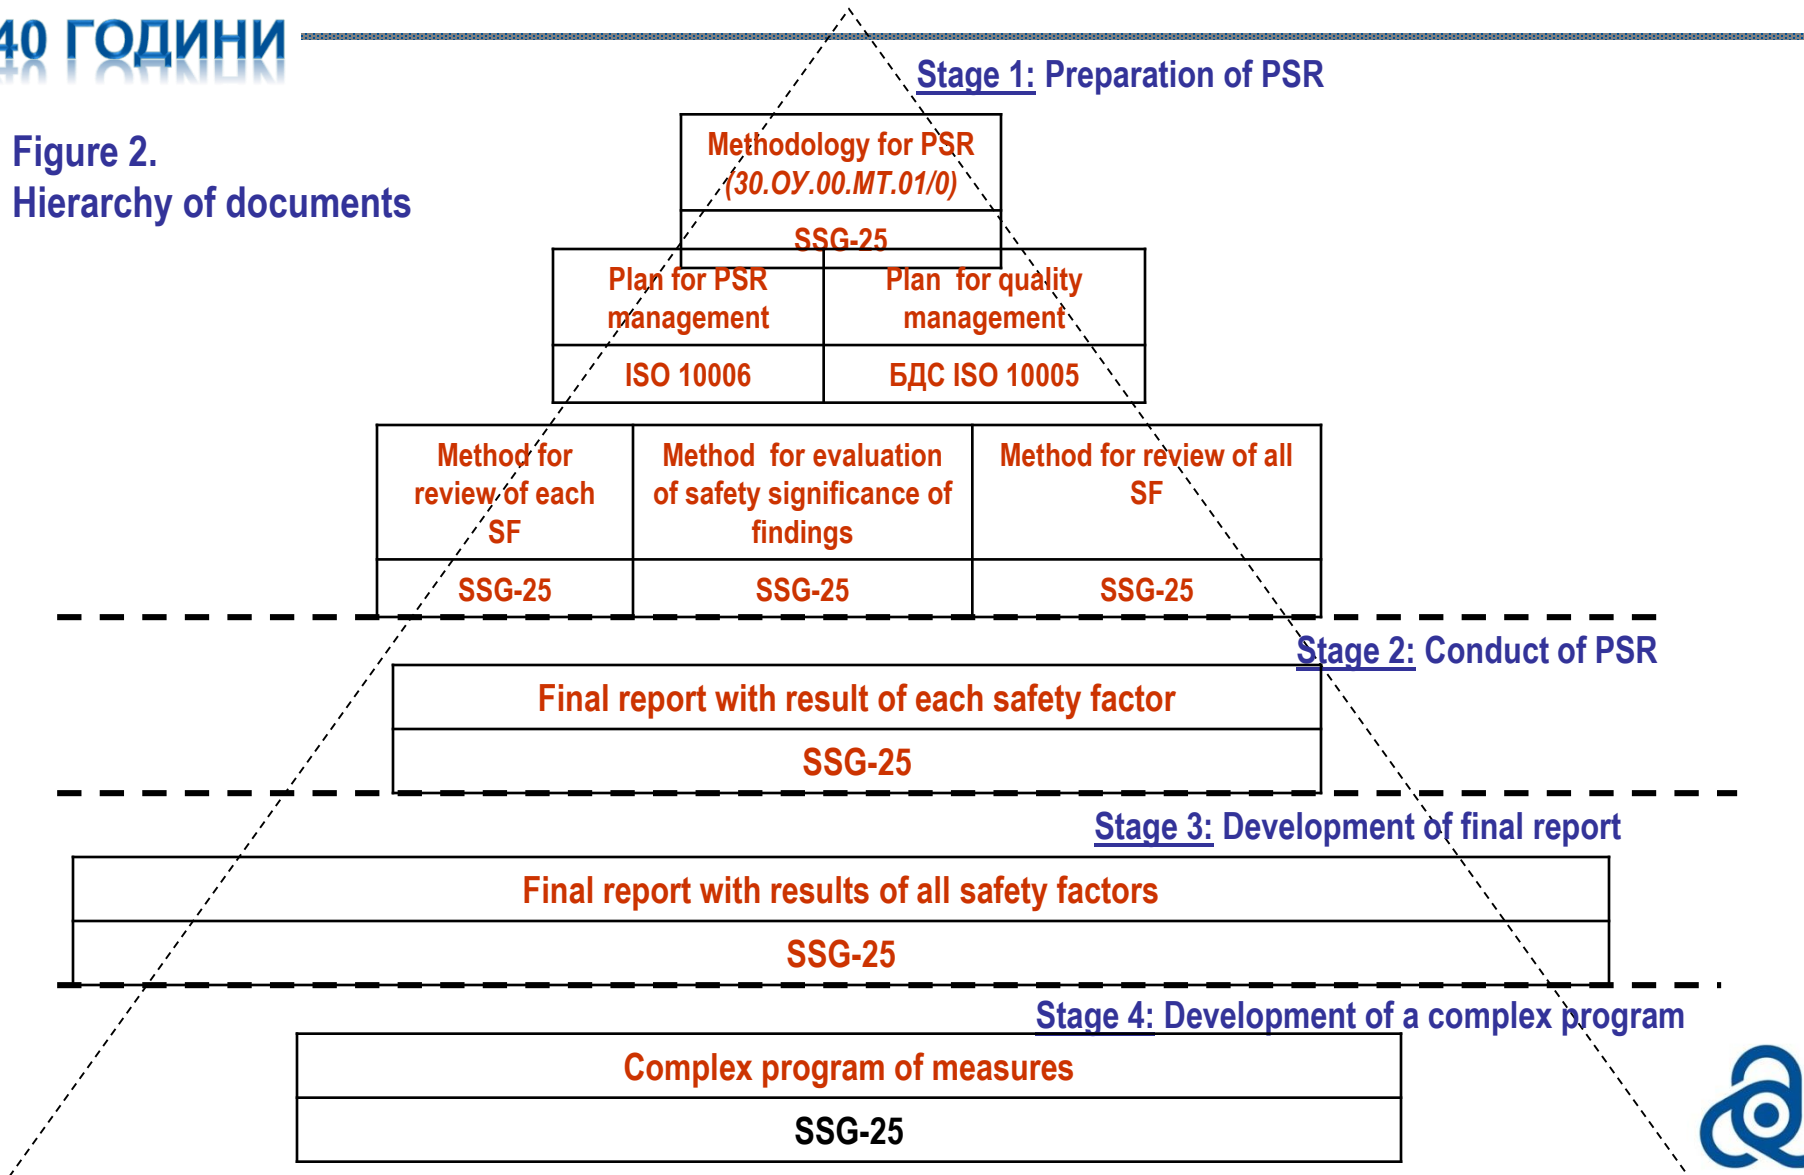 40 ГОДИНИ
Stage 1: Preparation of PSR
Figure 2.
Hierarchy of documents
Methodology for PSR
(30.ОУ.00.МТ.01/0)
SSG-25
Plan for PSR
management
Plan for quality
management
ISO 10006
БДС ISO 10005
Method for
review of each
SF
Method for evaluation
of safety significance of
findings
Method for review of all
SF
SSG-25
SSG-25
SSG-25
Stage 2: Conduct of PSR
Final report with result of each safety factor
SSG-25
Stage 3: Development of final report
Final report with results of all safety factors
SSG-25
Stage 4: Development of a complex program
Complex program of measures
SSG-25